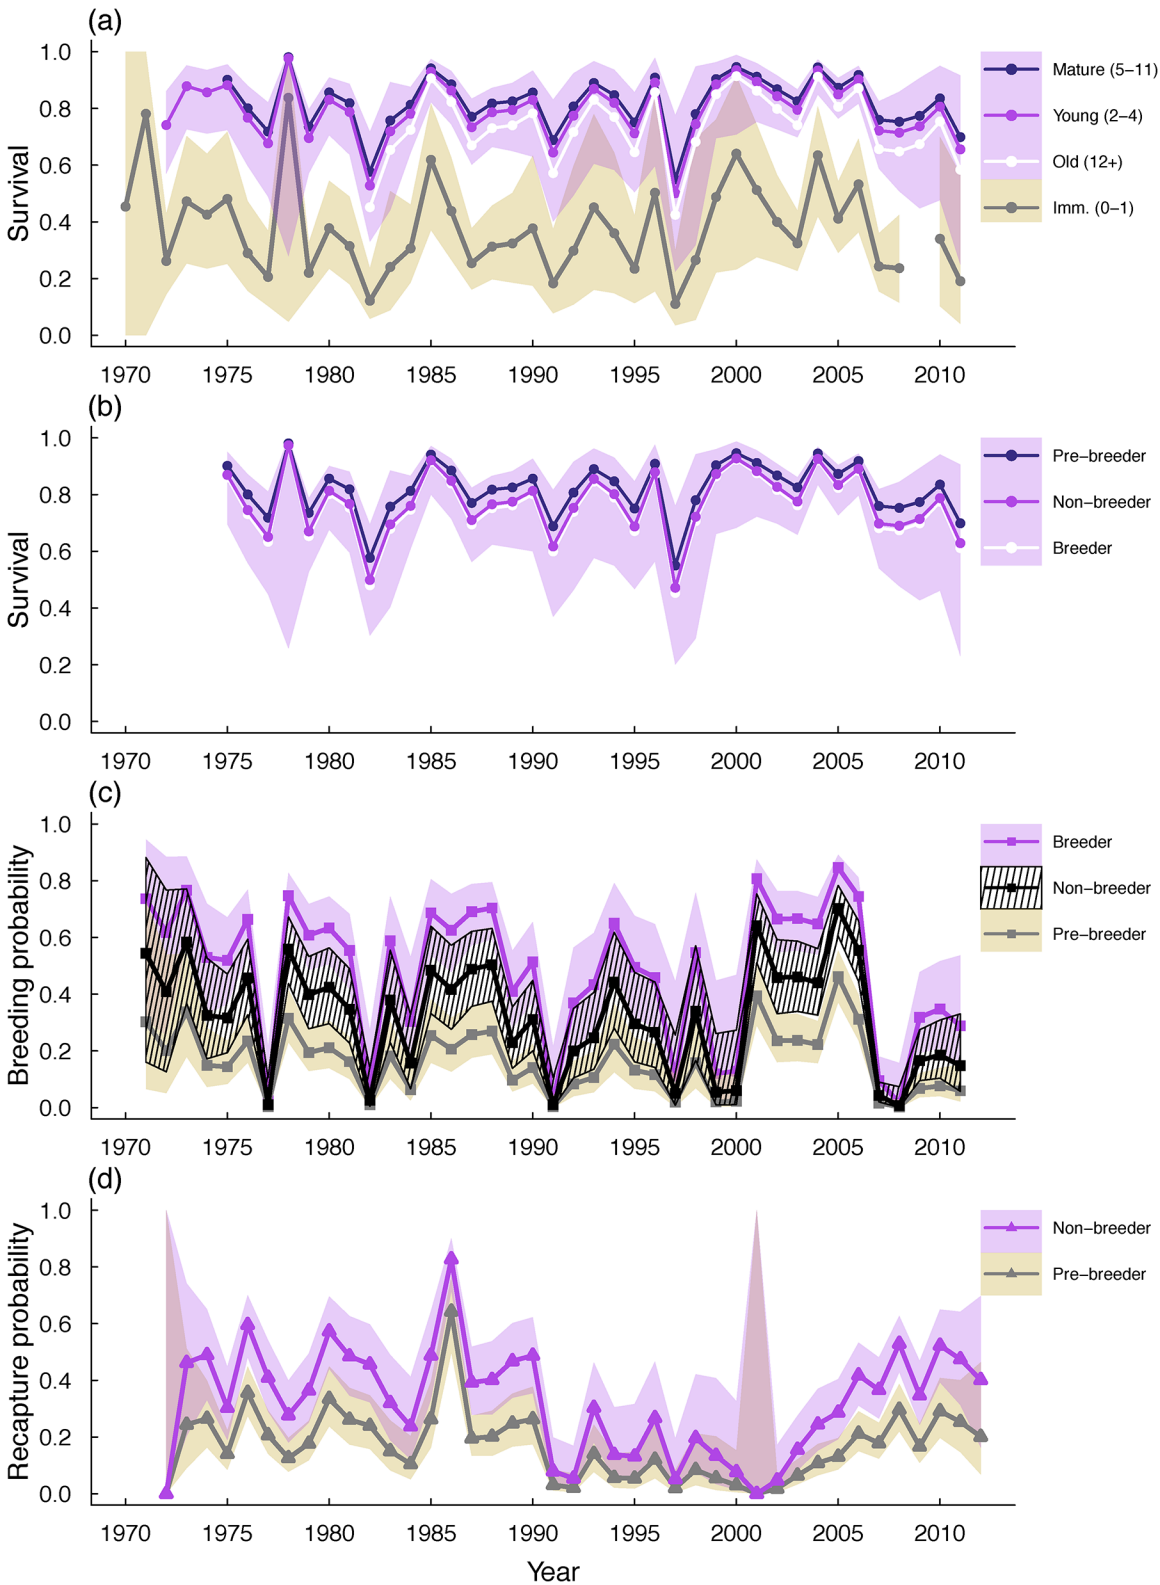 (a)
1.0
0.8
0.6
0.4
0.2
0.0
Survival
Mature (5−11)
Young (2−4)
Old (12+)
Imm. (0−1)
1970 1975 1980 1985 1990 1995 2000 2005 2010
(b)
1.0
0.8
0.6
0.4
0.2
0.0
Survival
Pre−breeder
Non−breeder
Breeder
1970 1975 1980 1985 1990 1995 2000 2005 2010
(c)
1.0
0.8
0.6
0.4
0.2
0.0
Breeding probability
Breeder
Non−breeder
Pre−breeder
1970 1975 1980 1985 1990 1995 2000 2005 2010
(d)
1.0
0.8
0.6
0.4
0.2
0.0
Recapture probability
Non−breeder
Pre−breeder
1970 1975 1980 1985 1990 1995 2000 2005 2010
Year